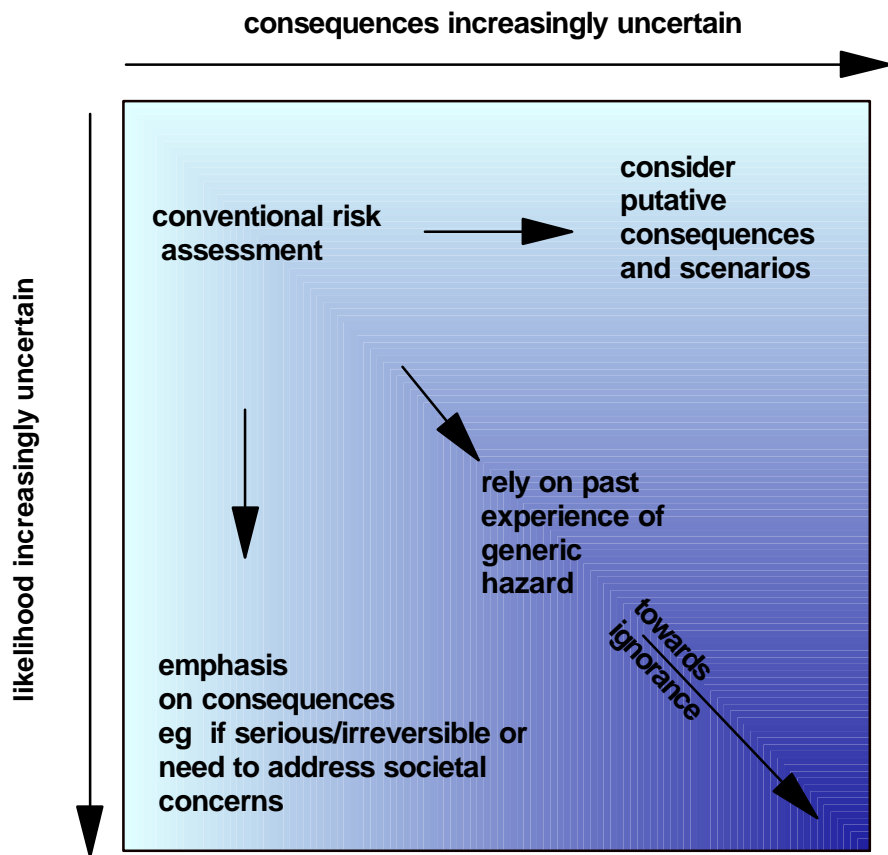 consequences increasingly uncertain
likelihood increasingly uncertain
conventional risk
assessment
consider
putative
consequences
and scenarios
rely on past
experience of
generic
hazard
towards
ignorance
emphasis
on consequences
eg if serious/irreversible or
need to address societal
concerns